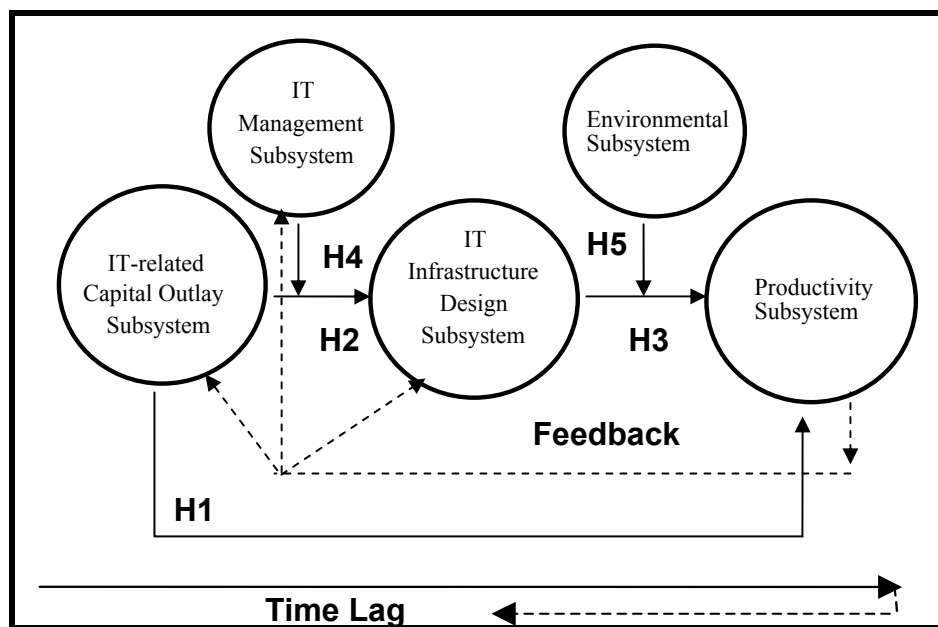 IT
Management
Subsystem
Environmental
Subsystem
IT-related
Capital Outlay
Subsystem
H4
H2
IT
Infrastructure
Design
Subsystem
H5
H3
Productivity
Subsystem
Feedback
H1
Time Lag